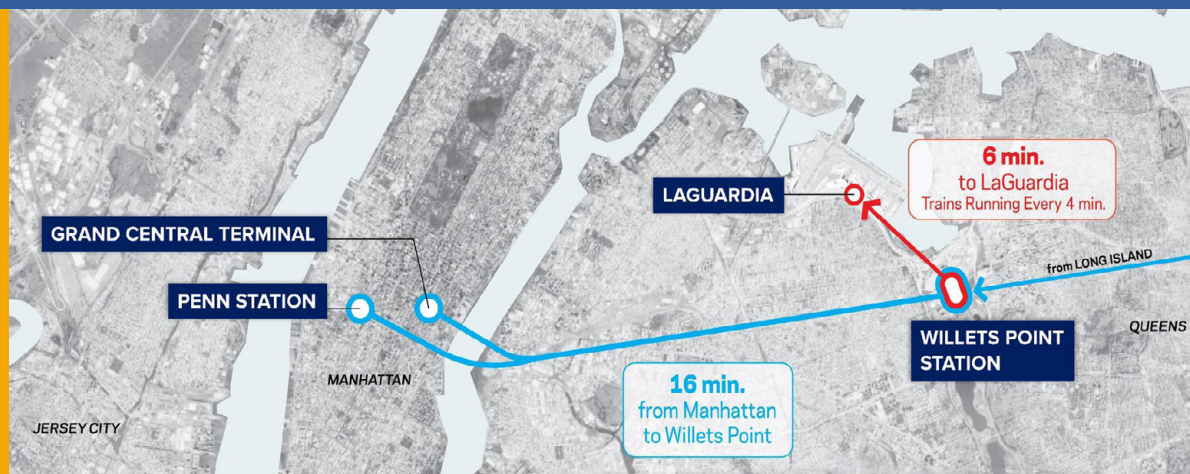 GRAND CENTRAL TERMINAL
PENN STATION
MANHATTAN
JERSEY CITY
LAGUARDIA
6 min.
to LaGuardia
Trains Running Every 4 min.
from LONG ISLAND
WILLETS POINT
STATION
QUEENS
16 min.
from Manhattan
to Willets Point